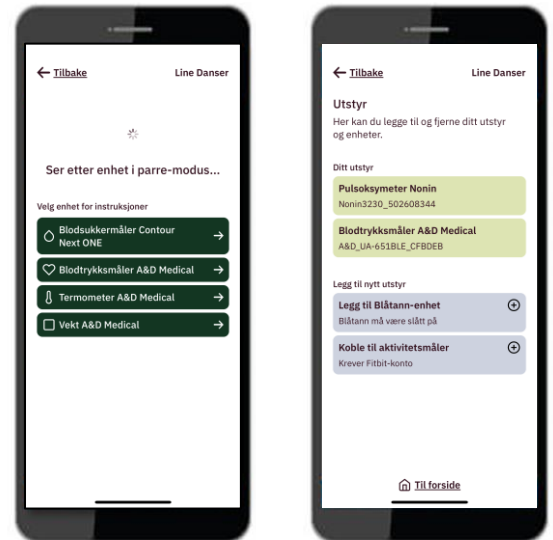 Tilbake
Line Danser
Ser etter enhet i parre-modus...
Velg enhet for instruksjoner
Blodsukkermåler Contour
Next ONE
Blodtrykksmåler A&D Medical
Termometer A&D Medical
Vekt A&D Medical
Tilbake
Line Danser
Utstyr
Her kan du legge til og fjerne ditt utstyr
og enheter.
Ditt utstyr
Pulsoksymeter Nonin
Nonin3230_502608344
Blodtrykksmåler A&D Medical
A&D_UA-651BLE_CFBDEB
Legg til nytt utstyr
Legg til Blåtann-enhet
Blåtann må være slått på
Koble til aktivitetsmåler
Krever Fitbit-konto
Til forside